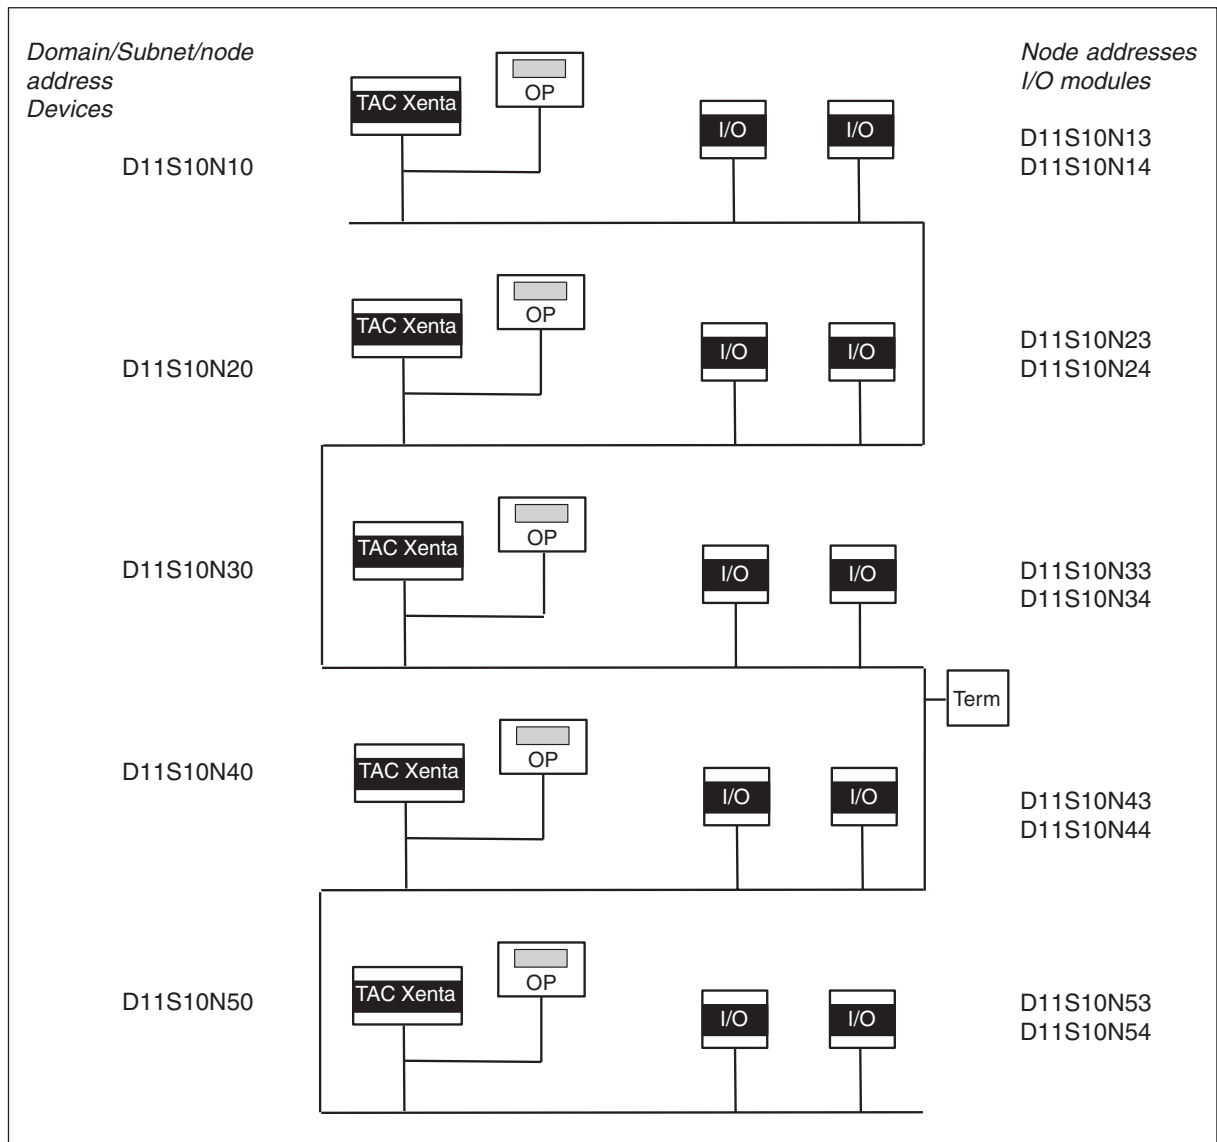 Domain/Subnet/node
address
Devices
Node addresses
I/O modules
TAC Xenta
OP
I/O
I/O
D11S10N10
D11S10N13
D11S10N14
TAC Xenta
OP
I/O
I/O
D11S10N20
D11S10N23
D11S10N24
TAC Xenta
OP
I/O
I/O
D11S10N30
D11S10N33
D11S10N34
Term
TAC Xenta
OP
I/O
I/O
D11S10N40
D11S10N43
D11S10N44
TAC Xenta
OP
I/O
I/O
D11S10N50
D11S10N53
D11S10N54